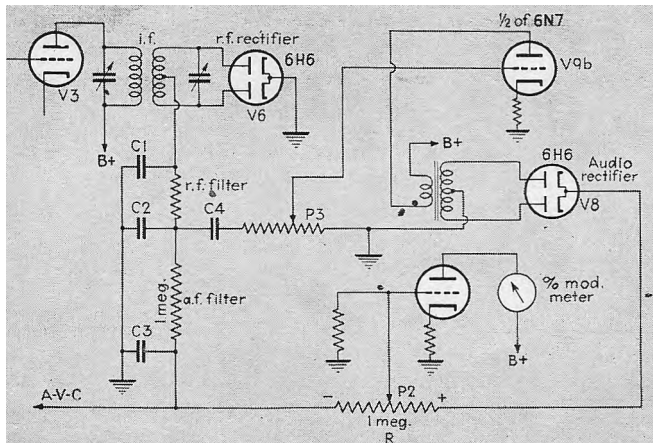 ½ of 6N7
i.f.
r.f. rectifier
6H6
V9b
V3
V6
B+
B+
C1
6H6
Audio
rectifier
r.f. filter
C2
C4
P3
V8
1 meg.
a.f. filter
% mod.
meter
C3
B+
A-V-C
P2
-
+
1 meg.
R